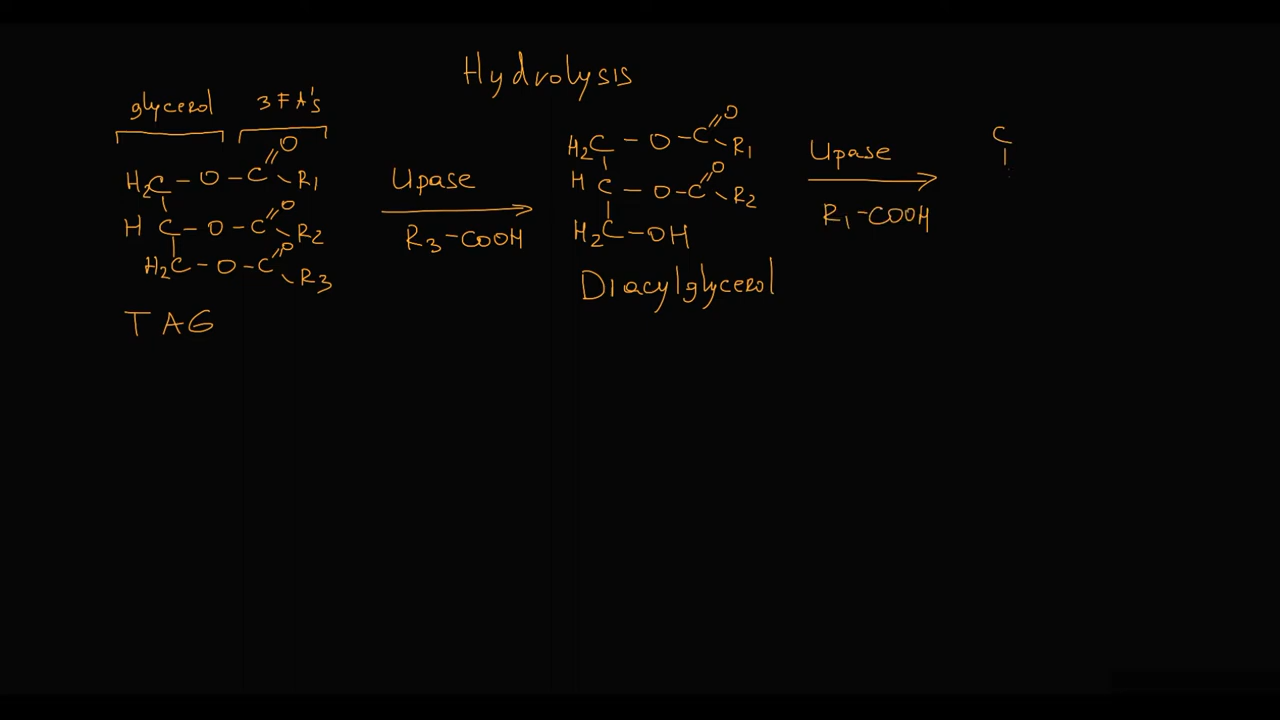 Hydrolysis
glycerol 3 FA's
H2C - O - C = O - R1
H C - O - C = O - R2
H2C - O - C = O - R3
TAG
Lipase
R3-COOH
H2C - O - C = O - R1
H C - O - C = O - R2
H2C - OH
Diacylglycerol
Lipase
R1-COOH
C